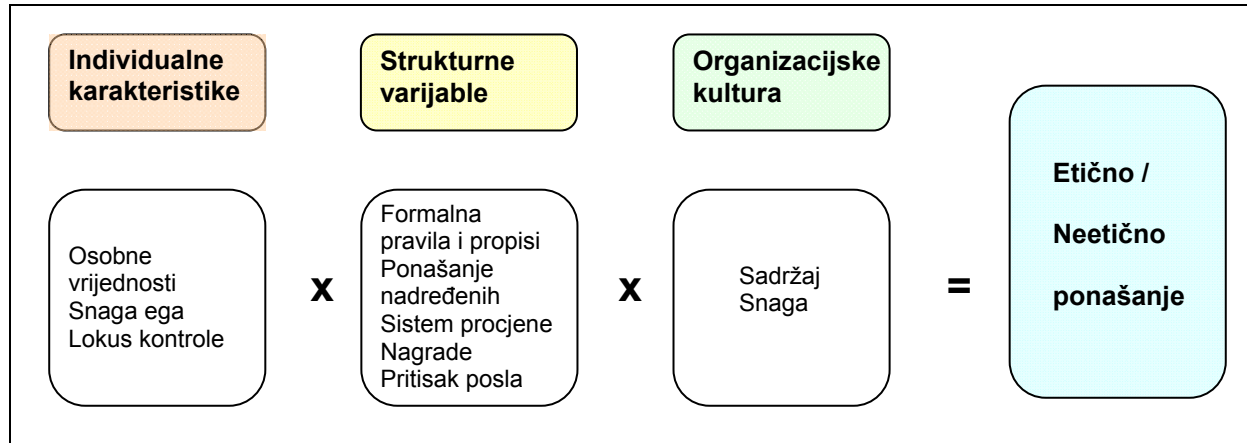 Individualne
karakteristike
Strukturne
varijable
Organizacijske
kultura
Etično /
Neetično
ponašanje
Osobne
vrijednosti
Snaga ega
Lokus kontrole
x
Formalna
pravila i propisi
Ponašanje
nadređenih
Sistem procjene
Nagrade
Pritisak posla
x
Sadržaj
Snaga
=